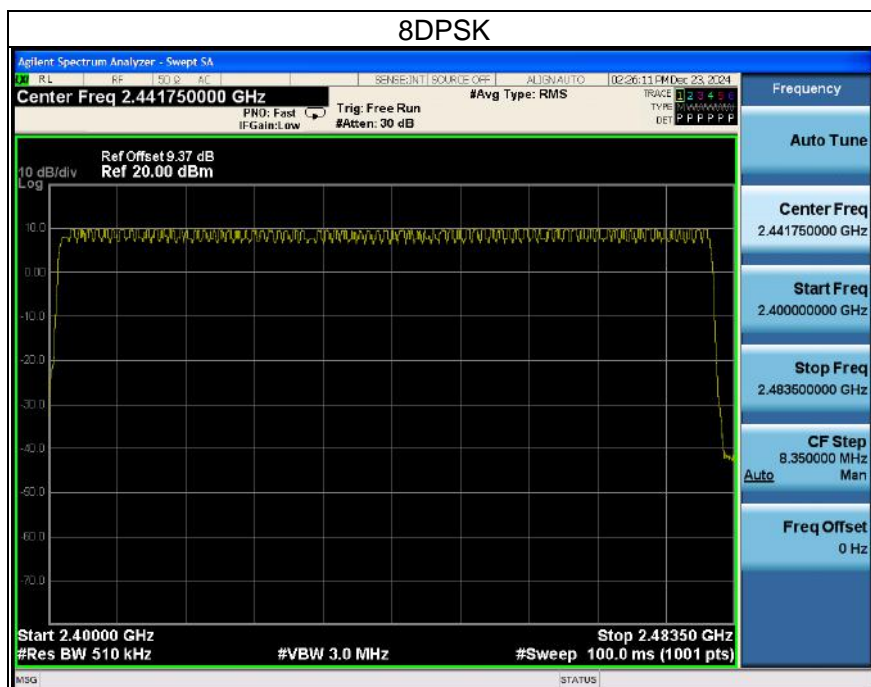 8DPSK
Agilent Spectrum Analyzer - Swept SA
RL RF 50 Ω AC SENSE:INT SOURCE OFF ALIGN AUTO 02:26:11 PM Dec 23, 2024
Center Freq 2.441750000 GHz
PNO: Fast
IFGain:Low
Trig: Free Run
#Atten: 30 dB
#Avg Type: RMS
TRACE 1 2 3 4 5 6
TYPE M WWWWW
DET P P P P P P
Ref Offset 9.37 dB
10 dB/div Ref 20.00 dBm
Log
10.0
0.00
-10.0
-20.0
-30.0
-40.0
-50.0
-60.0
-70.0
Start 2.40000 GHz Stop 2.48350 GHz
#Res BW 510 kHz #VBW 3.0 MHz #Sweep 100.0 ms (1001 pts)
MSG STATUS
Frequency
Auto Tune
Center Freq
2.441750000 GHz
Start Freq
2.400000000 GHz
Stop Freq
2.483500000 GHz
CF Step
8.350000 MHz
Auto Man
Freq Offset
0 Hz